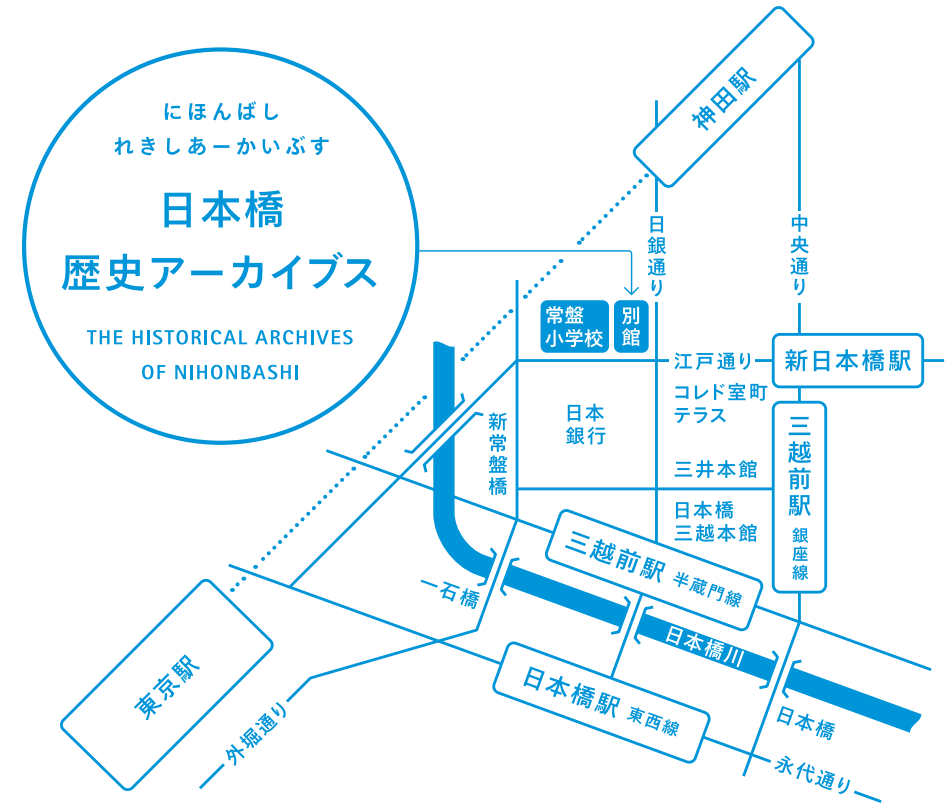 にほんばし
れきしあーかいぶす
日本橋
歴史アーカイブス
THE HISTORICAL ARCHIVES
OF NIHONBASHI
神田駅
日銀通り
中央通り
常盤
小学校
別館
江戸通り
新日本橋駅
コレド室町
テラス
日本
銀行
新常盤橋
三井本館
三越前駅 銀座線
日本橋
三越本館
三越前駅 半蔵門線
一石橋
日本橋川
東京駅
外堀通り
日本橋駅 東西線
日本橋
永代通り